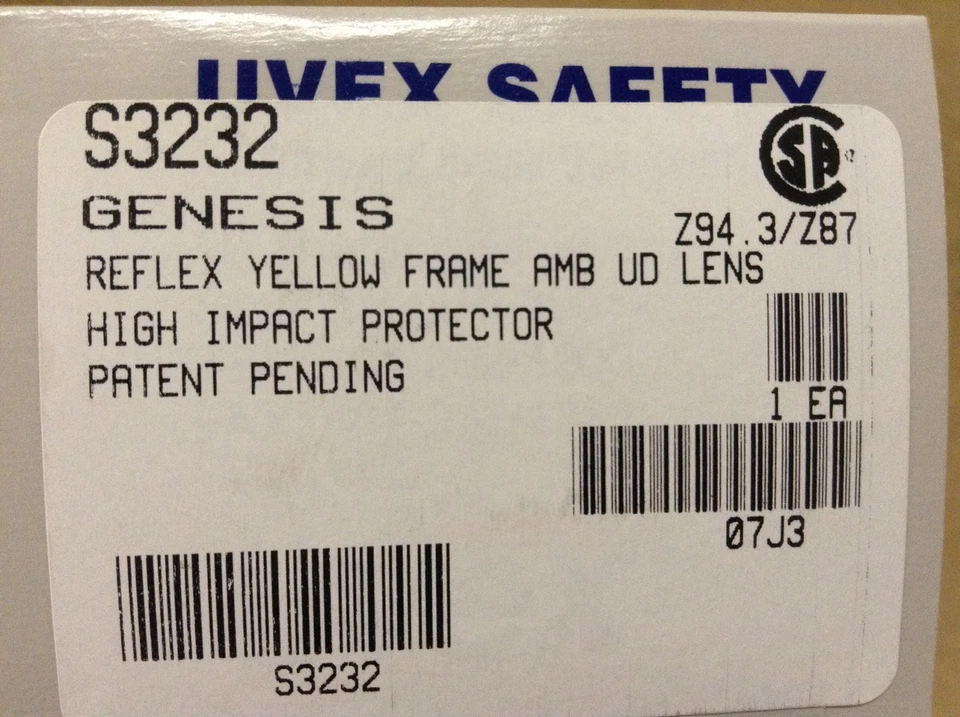 UVEX SAFETY
S3232
SA
GENESIS
Z94.3/Z87
REFLEX YELLOW FRAME AMB UD LENS
HIGH IMPACT PROTECTOR
PATENT PENDING
1 EA
07J3
S3232